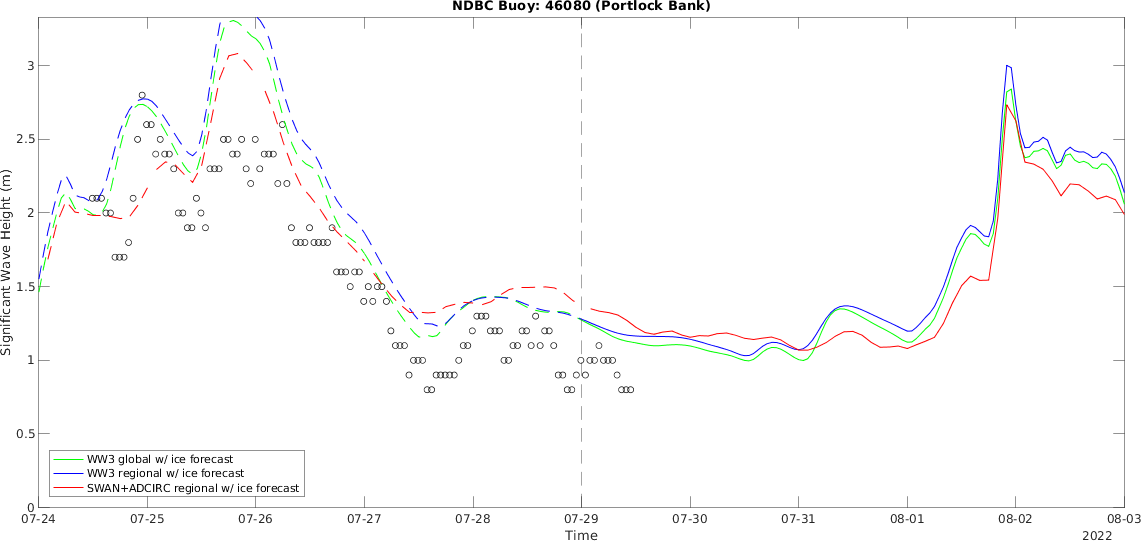 NDBC Buoy: 46080 (Portlock Bank)
Significant Wave Height (m)
3
2.5
2
1.5
1
0.5
0
WW3 global w/ ice forecast
WW3 regional w/ ice forecast
SWAN+ADCIRC regional w/ ice forecast
07-24 07-25 07-26 07-27 07-28 07-29 07-30 07-31 08-01 08-02 08-03
Time
2022